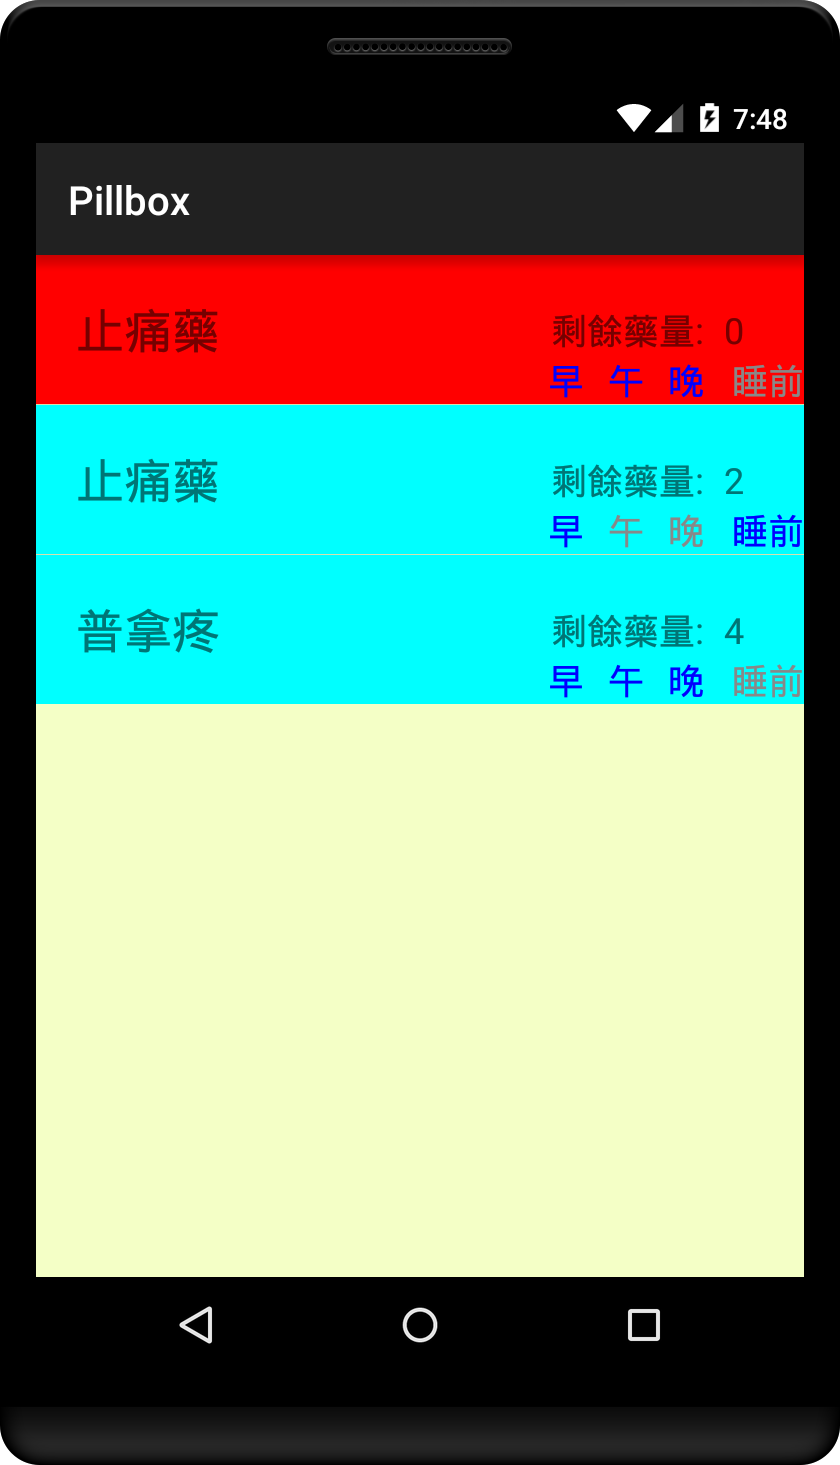 7:48
Pillbox
止痛藥 剩餘藥量: 0
早 午 晚 睡前
止痛藥 剩餘藥量: 2
早 午 晚 睡前
普拿疼 剩餘藥量: 4
早 午 晚 睡前